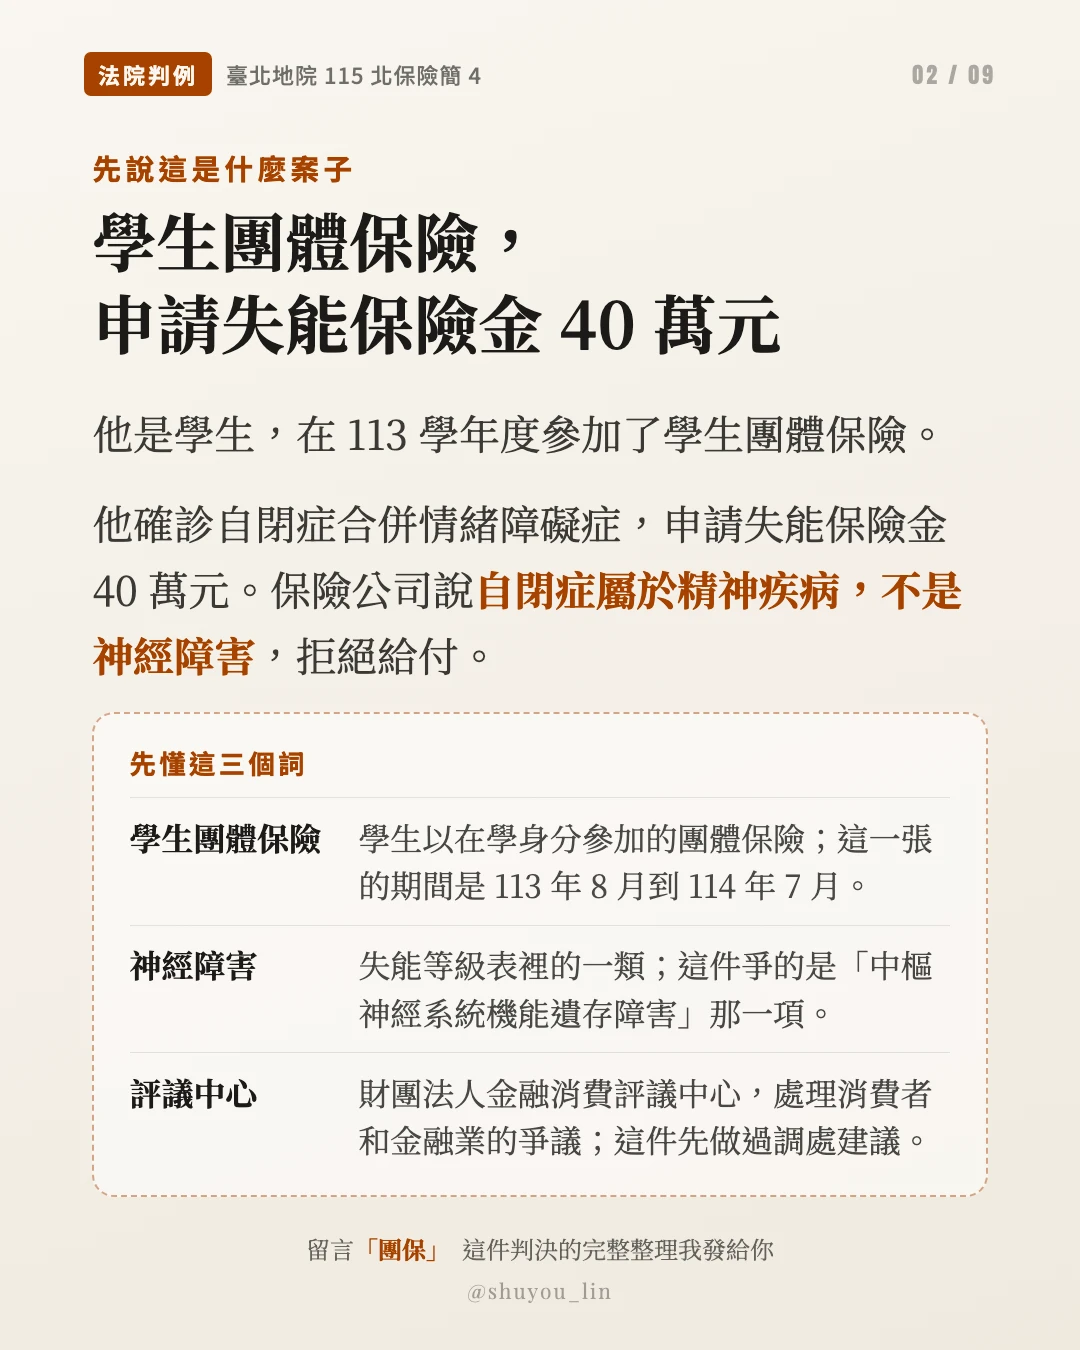 法院判例 臺北地院 115 北保險簡 4 02 / 09
先說這是什麼案子
學生團體保險，
申請失能保險金 40 萬元
他是學生，在 113 學年度參加了學生團體保險。
他確診自閉症合併情緒障礙症，申請失能保險金
40 萬元。保險公司說自閉症屬於精神疾病，不是
神經障害，拒絕給付。
先懂這三個詞
學生團體保險 學生以在學身分參加的團體保險；這一張
的期間是 113 年 8 月到 114 年 7 月。
神經障害 失能等級表裡的一類；這件爭的是「中樞
神經系統機能遺存障害」那一項。
評議中心 財團法人金融消費評議中心，處理消費者
和金融業的爭議；這件先做過調處建議。
留言「團保」 這件判決的完整整理我發給你
@shuyou_lin